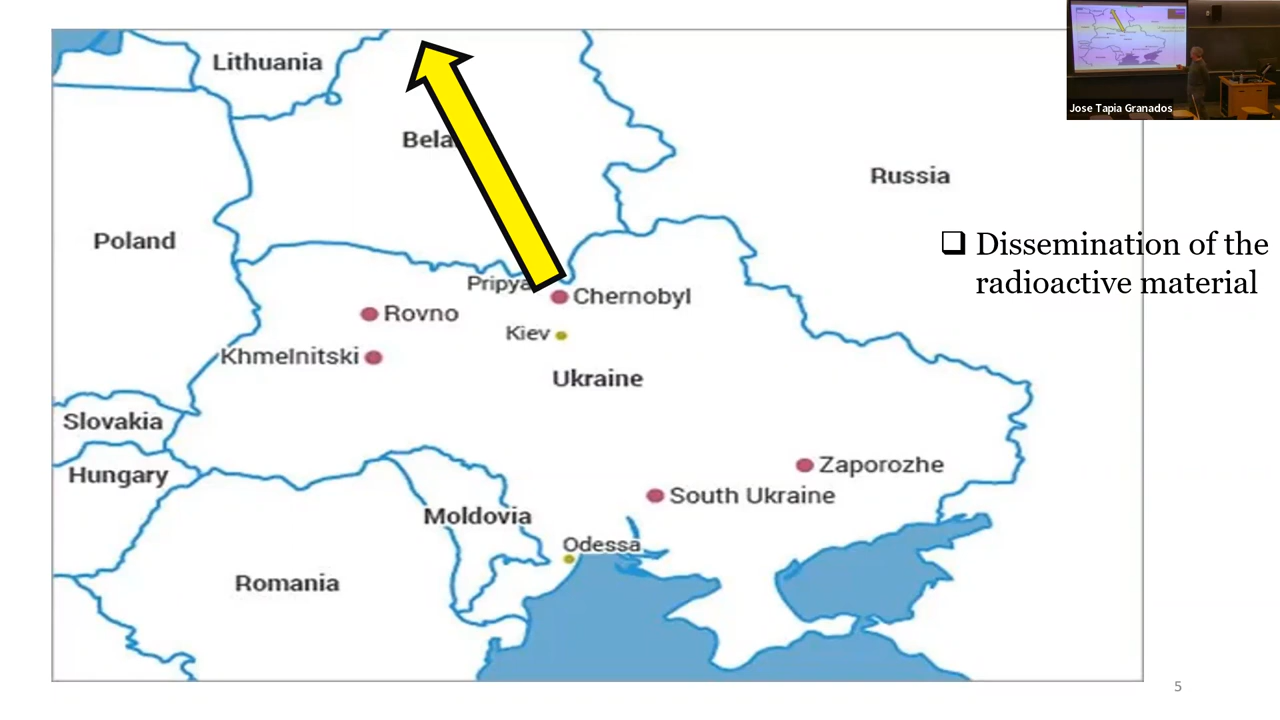 Lithuania
Jose Tapia Granados
Bela
Russia
Poland
❑ Dissemination of the
radioactive material
Pripya
Chernobyl
Rovno
Kiev
Khmelnitski
Ukraine
Slovakia
Hungary
Zaporozhe
South Ukraine
Moldovia
Odessa
Romania
5